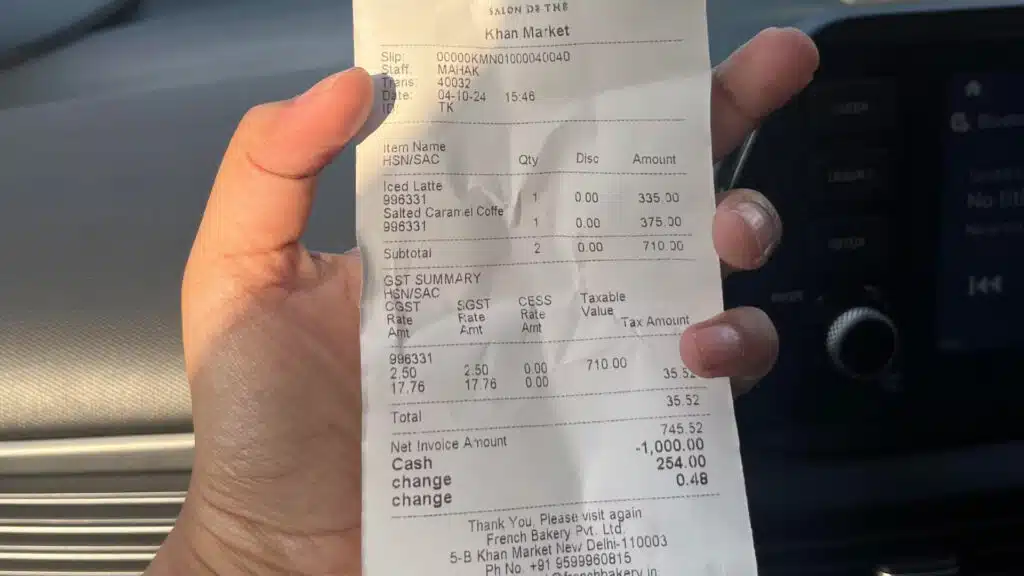 SALON DE THÉ
Khan Market
Slip: 00000KMN01000040040
Staff: MAHAK
Trans: 40032
Date: 04-10-24 15:46
ID: TK
Item Name
HSN/SAC Qty Disc Amount
Iced Latte
996331 1 0.00 335.00
Salted Caramel Coffe
996331 1 0.00 375.00
Subtotal 2 0.00 710.00
GST SUMMARY
HSN/SAC
CGST SGST CESS Taxable
Rate Rate Rate Value
Amt Amt Amt Tax Amount
996331
2.50 2.50 0.00 710.00
17.76 17.76 0.00 35.52
Total 35.52
Net Invoice Amount 745.52
Cash -1,000.00
change 254.00
change 0.48
Thank You, Please visit again
French Bakery Pvt. Ltd
5-B Khan Market New Delhi-110003
Ph No. +91 9599960815
@frenchbakery.in